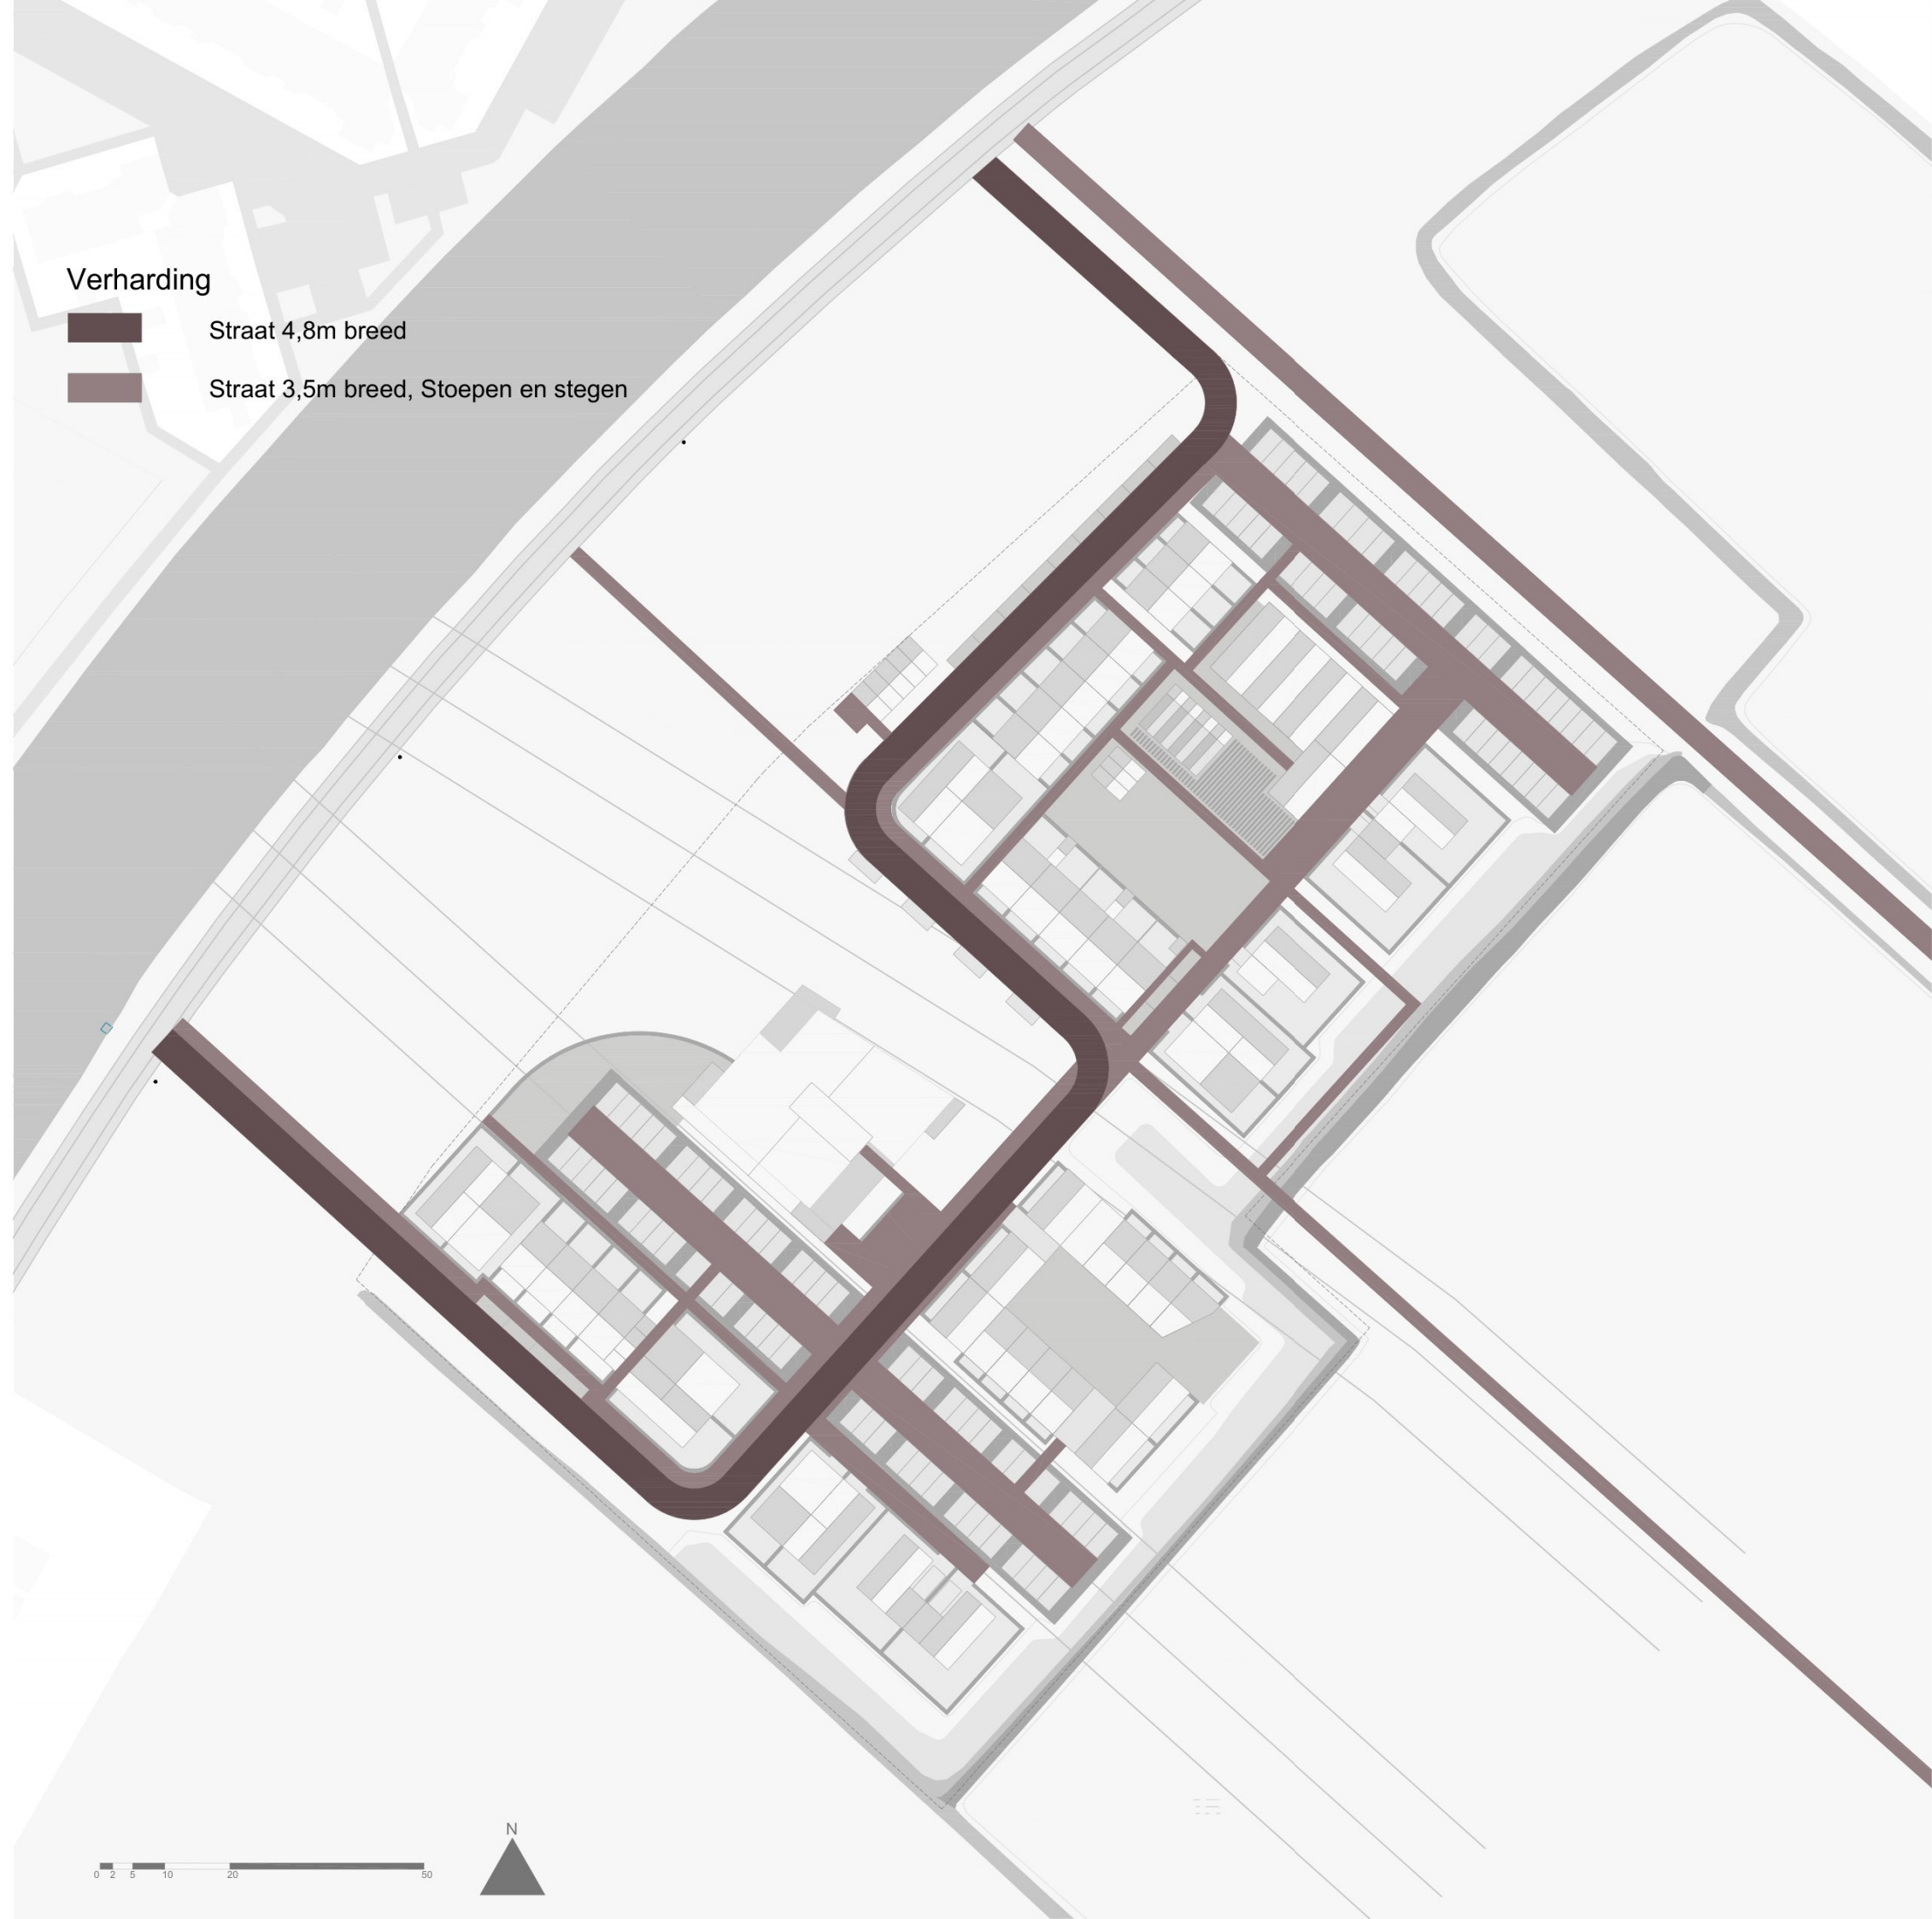 Verharding
Straat 4,8m breed
Straat 3,5m breed, Stoepen en stegen
N
0 2 5 10 20 50